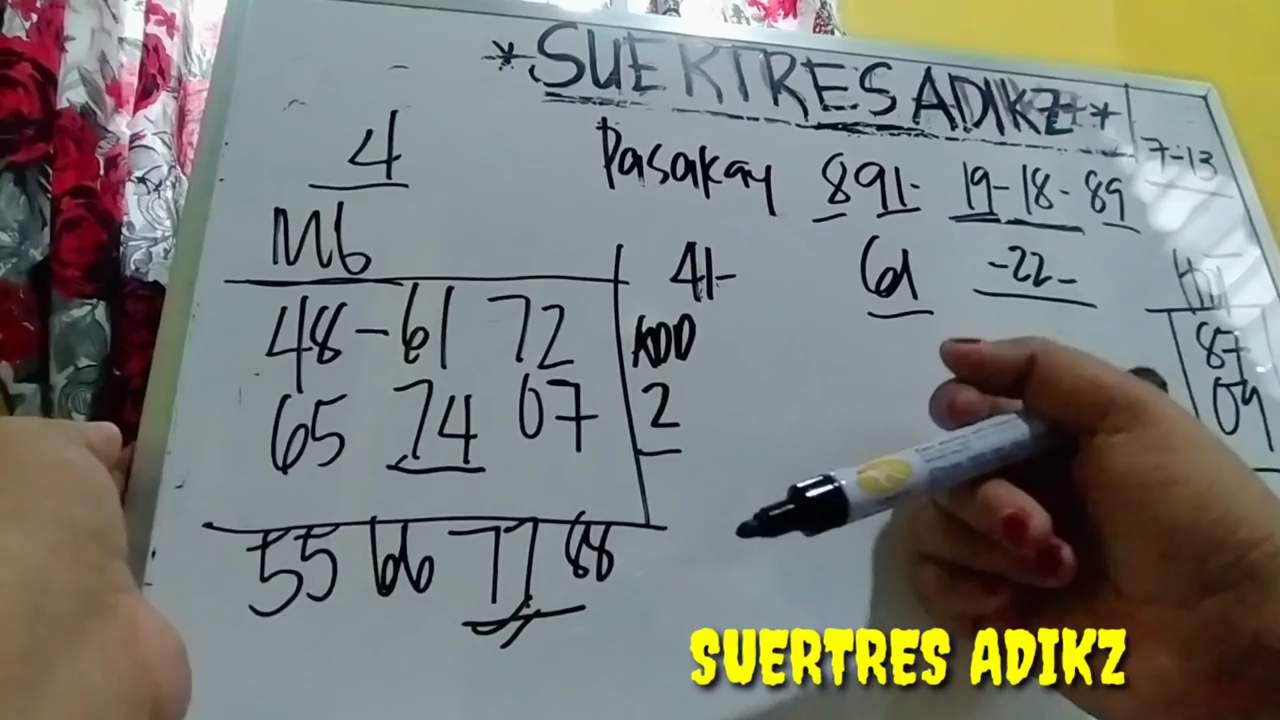 *SUERTRES ADIKZ*
7-13
4
Pasakay 891- 19-18-89
Mb
41-
61
-22-
48-61 72
ADD
87
65 74 07
2
09
55 66 77 88
SUERTRES ADIKZ